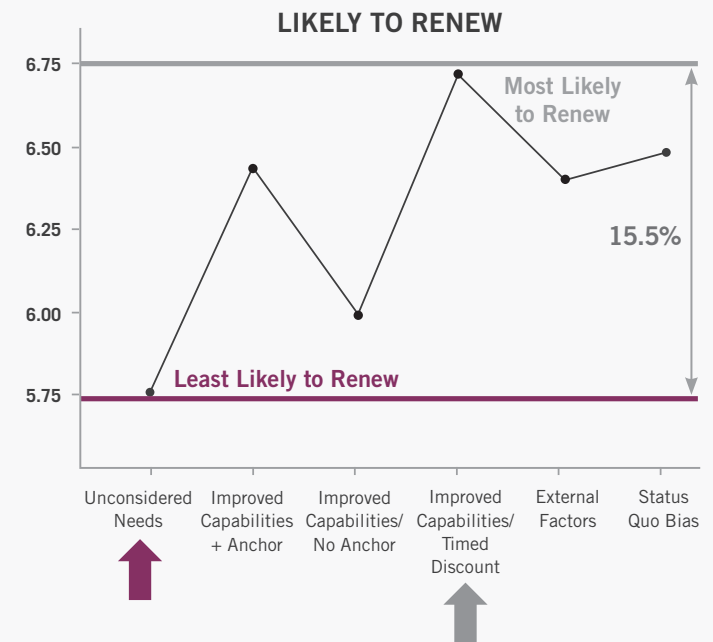 LIKELY TO RENEW
6.75
6.50
6.25
6.00
5.75
Most Likely
to Renew
15.5%
Least Likely to Renew
Unconsidered
Needs
Improved
Capabilities
+ Anchor
Improved
Capabilities/
No Anchor
Improved
Capabilities/
Timed
Discount
External
Factors
Status
Quo Bias